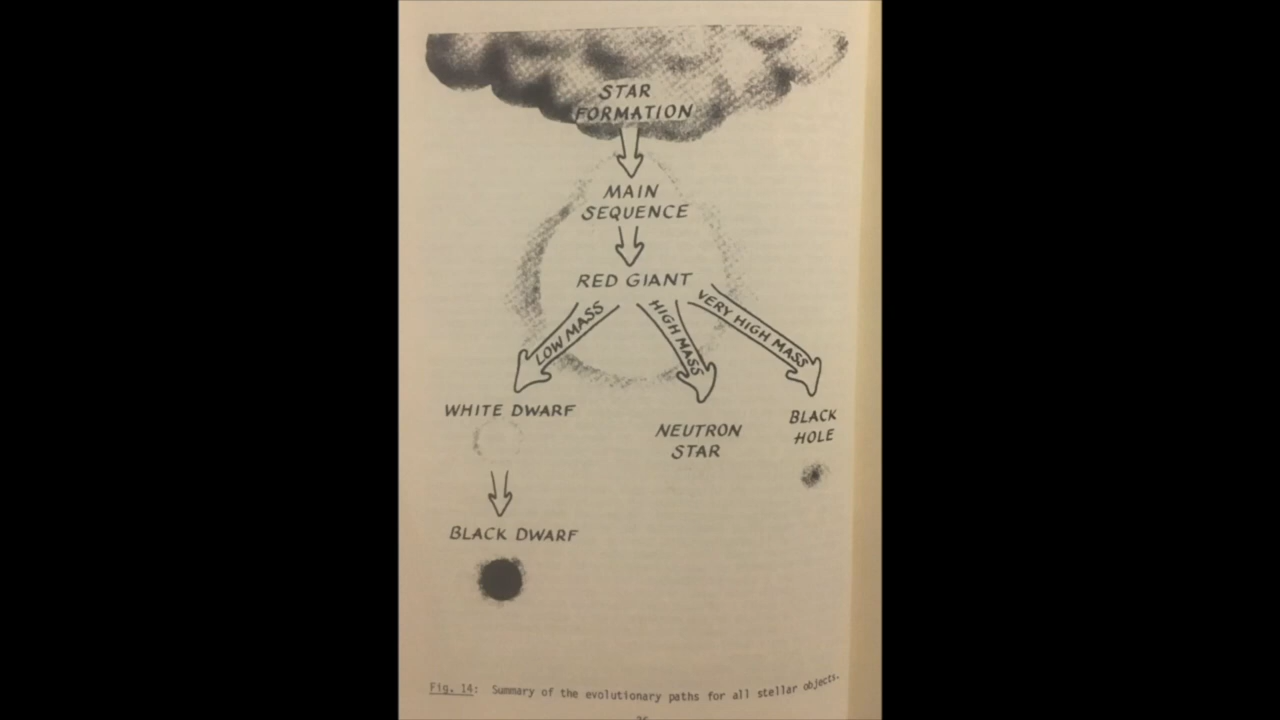 STAR
FORMATION
MAIN
SEQUENCE
RED GIANT
LOW MASS
HIGH MASS
VERY HIGH MASS
WHITE DWARF
NEUTRON
STAR
BLACK
HOLE
BLACK DWARF
Fig. 14: Summary of the evolutionary paths for all stellar objects.